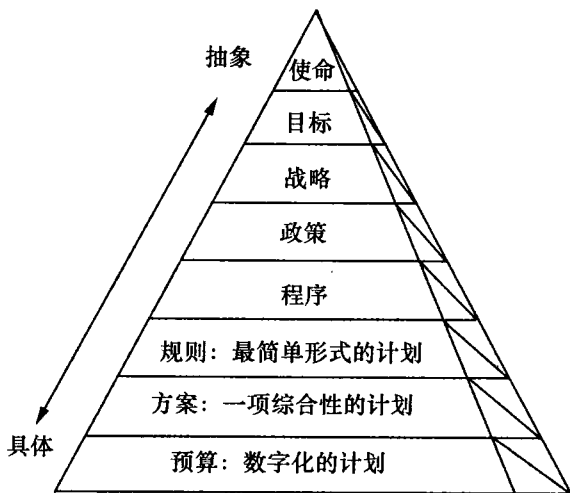 抽象
使命
目标
战略
政策
程序
规则：最简单形式的计划
方案：一项综合性的计划
具体
预算：数字化的计划